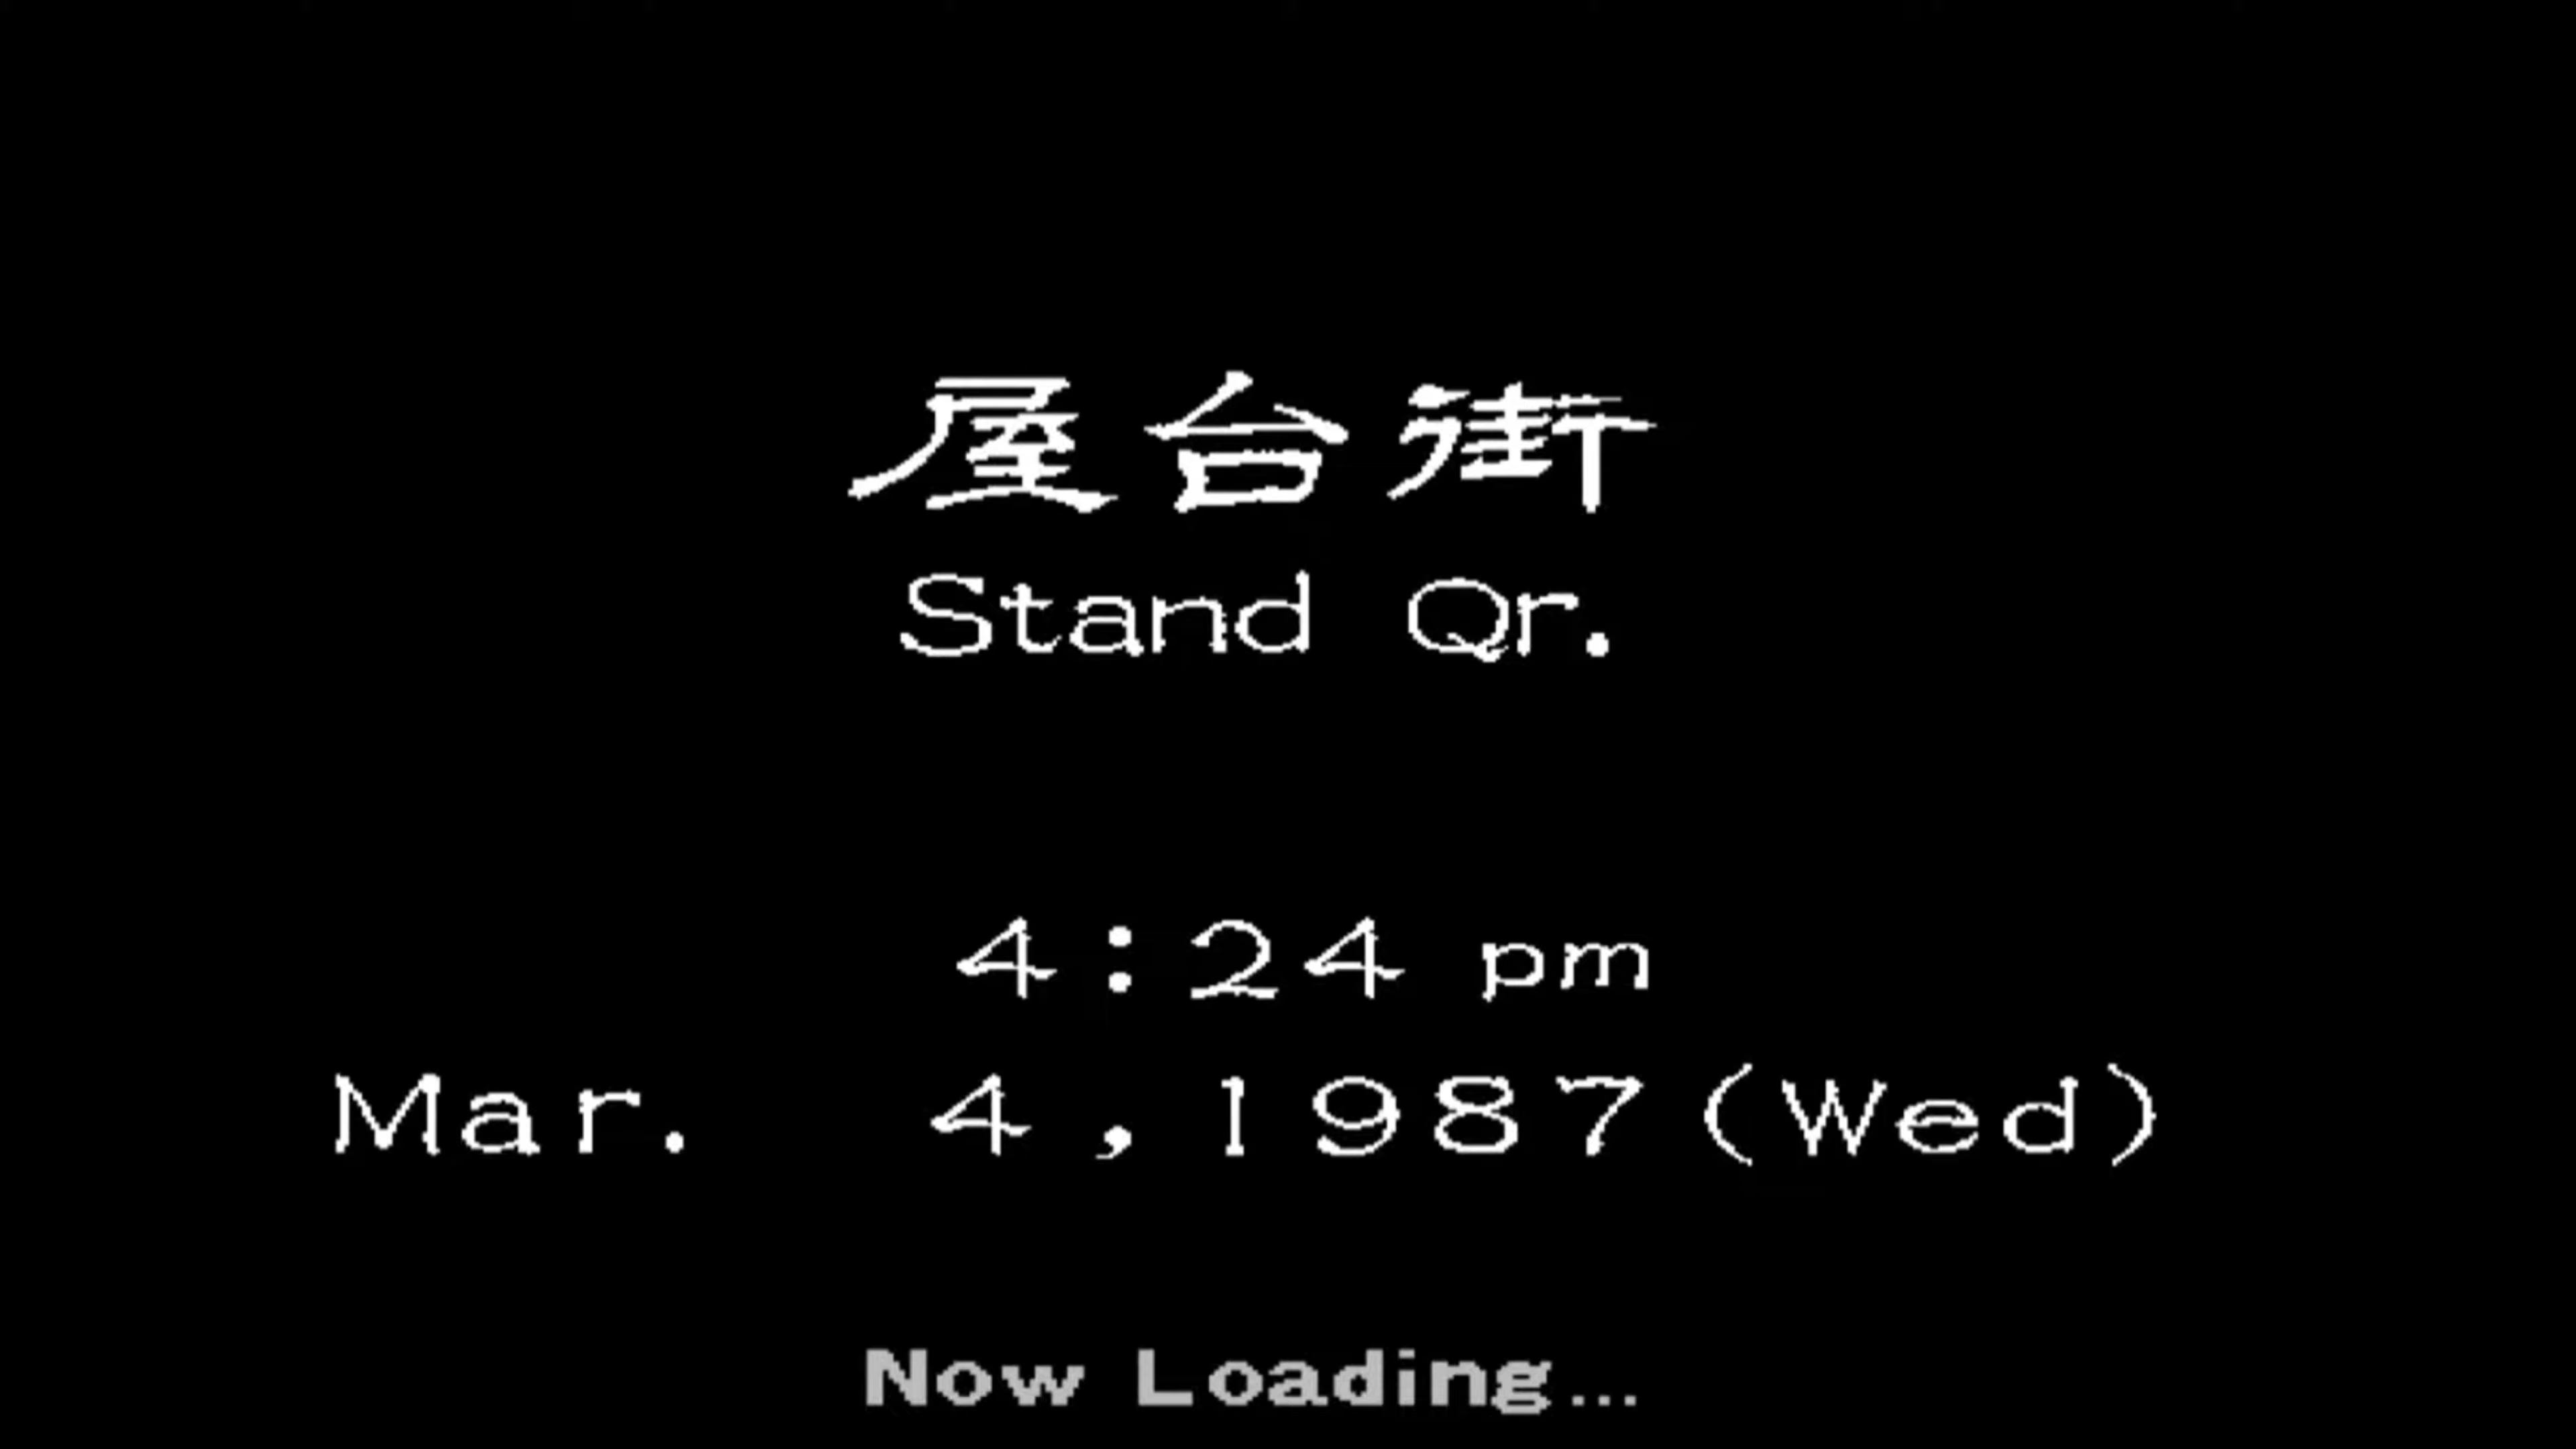 屋台街
Stand Qr.
4:24 pm
Mar. 4,1987(Wed)
Now Loading...